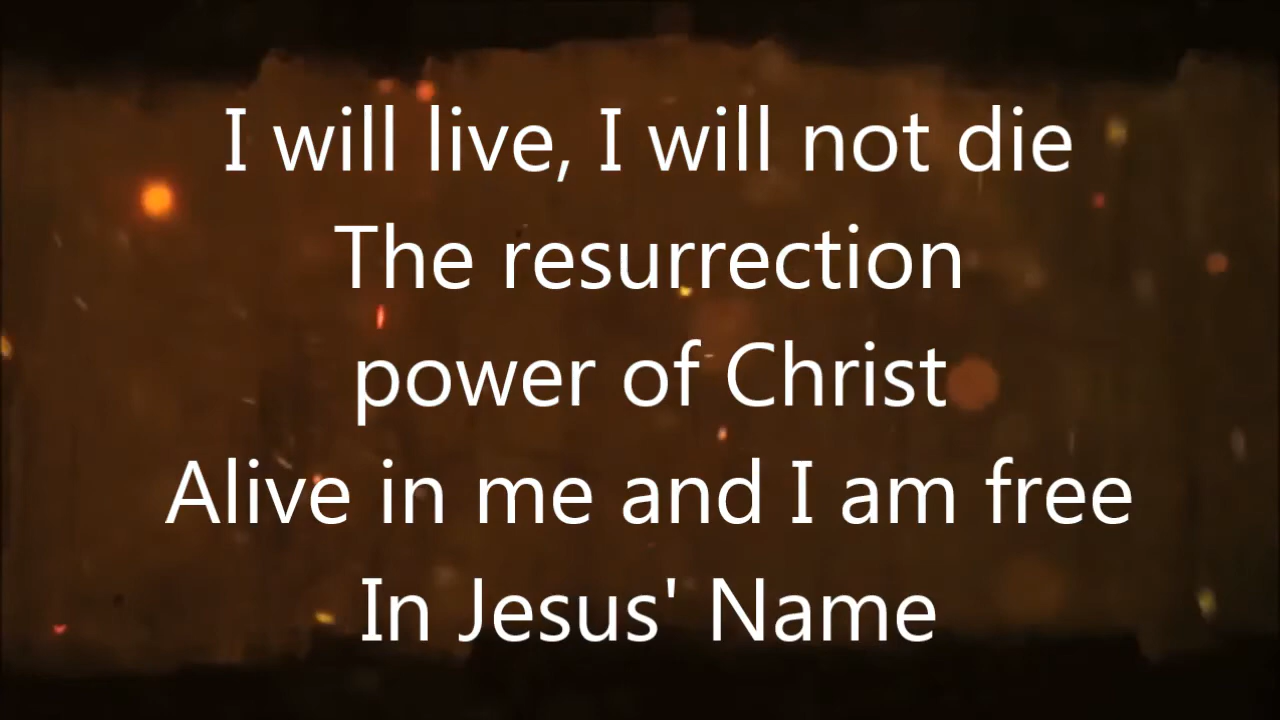 I will live, I will not die
The resurrection
power of Christ
Alive in me and I am free
In Jesus' Name